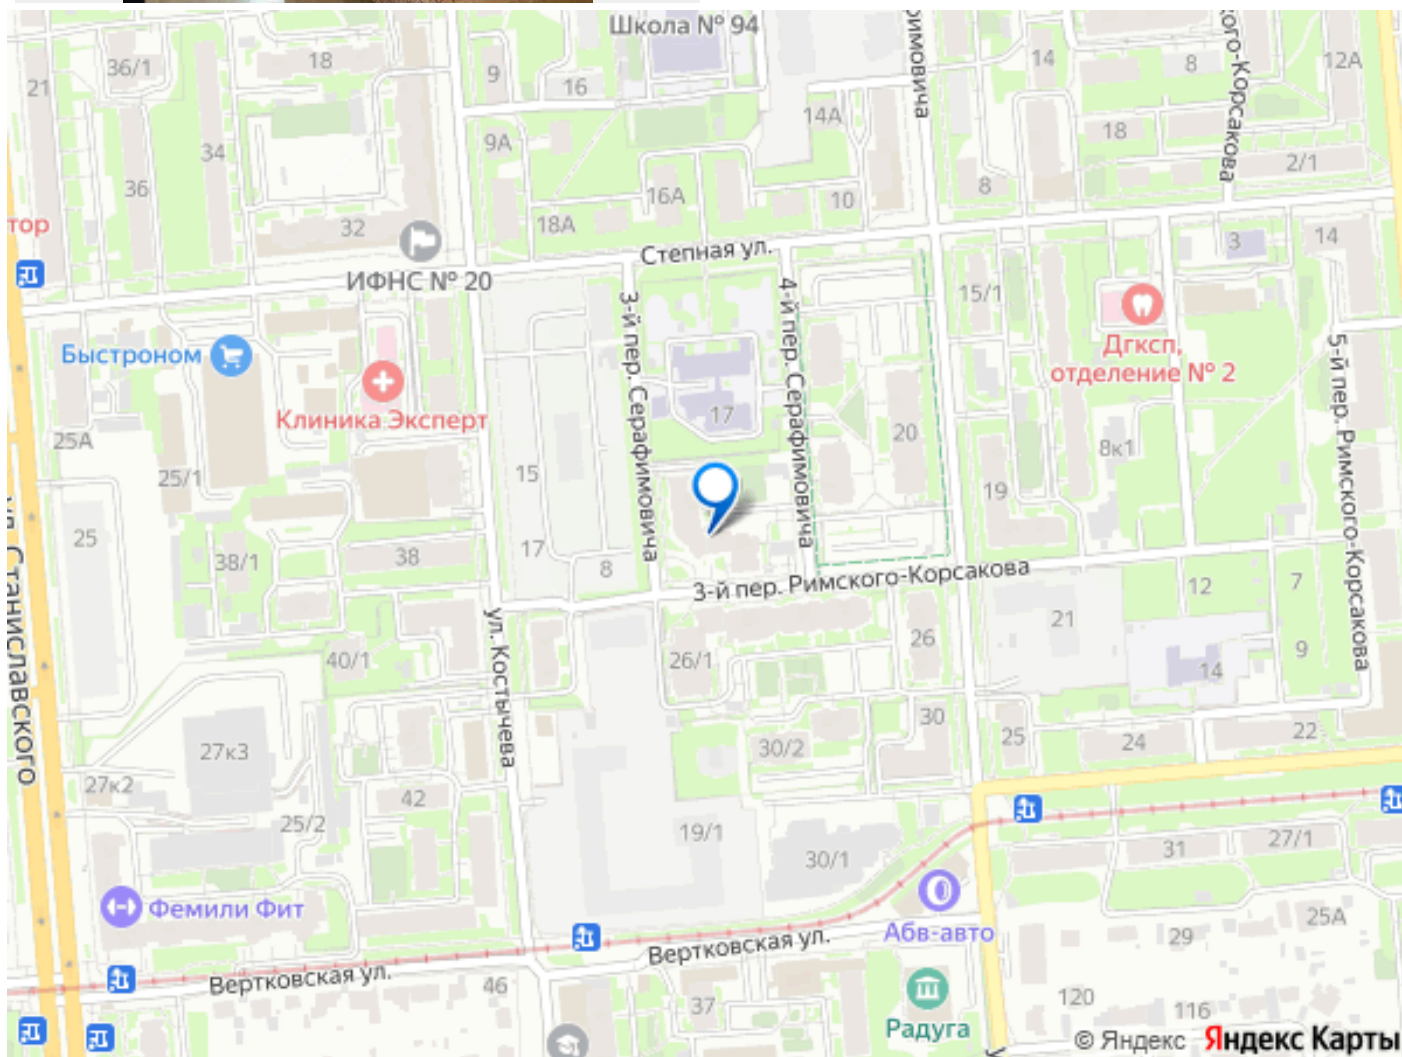 Школа № 94
36/1
18
9
16
14
8
12А
21
34
9А
14А
18
2/1
36
16А
8
10
тор
32
18А
3
14
Степная ул.
ИФНС № 20
15/1
3-й пер. Серафимовича
4-й пер. Серафимовича
Быстроном
Дгксп,
отделение № 2
5-й пер. Римского-Корсакова
Клиника Эксперт
17
25А
20
8к1
25/1
15
19
25
38/1
38
17
8
3-й пер. Римского-Корсакова
12
7
ул. Станиславского
ул. Костычева
21
40/1
26/1
26
9
14
27к3
30/2
30
25
24
22
27к2
42
25/2
19/1
30/1
31
27/1
Фемили Фит
Абв-авто
25А
29
Вертковская ул.
Вертковская ул.
46
37
120
116
Радуга
© Яндекс Яндекс Карты